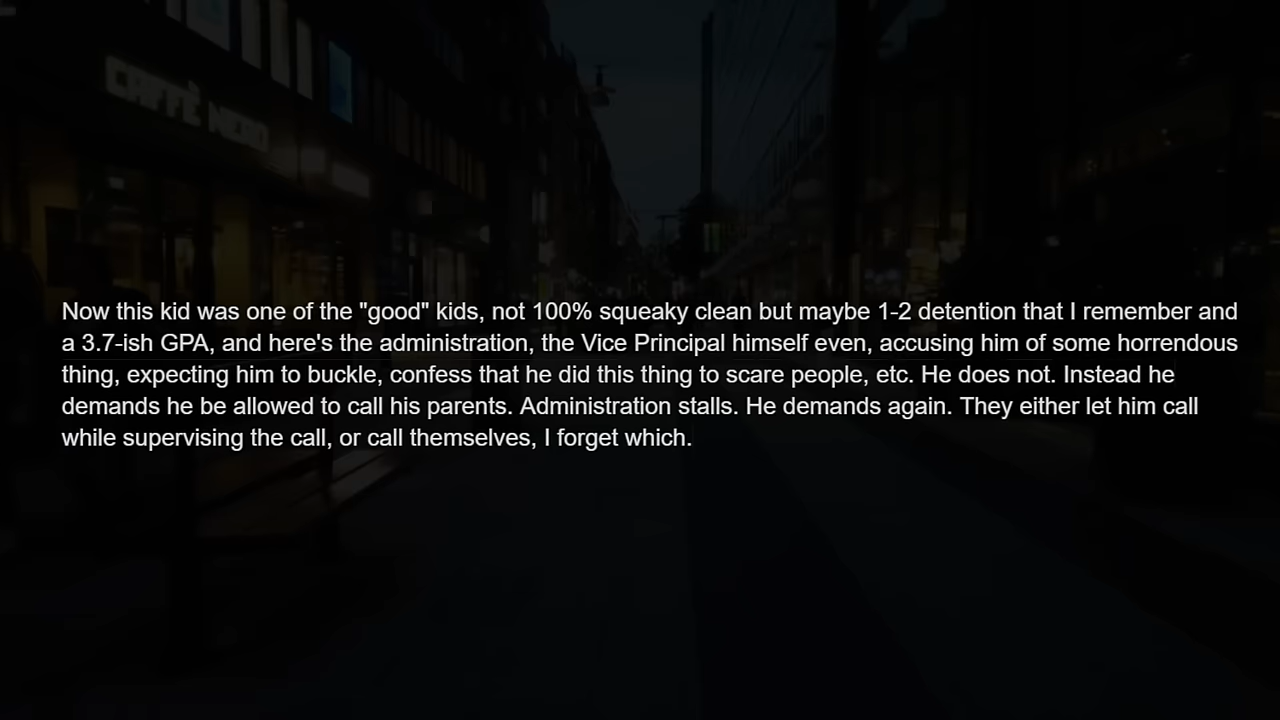 CAFFÈ NERO
Now this kid was one of the "good" kids, not 100% squeaky clean but maybe 1-2 detention that I remember and
a 3.7-ish GPA, and here's the administration, the Vice Principal himself even, accusing him of some horrendous
thing, expecting him to buckle, confess that he did this thing to scare people, etc. He does not. Instead he
demands he be allowed to call his parents. Administration stalls. He demands again. They either let him call
while supervising the call, or call themselves, I forget which.